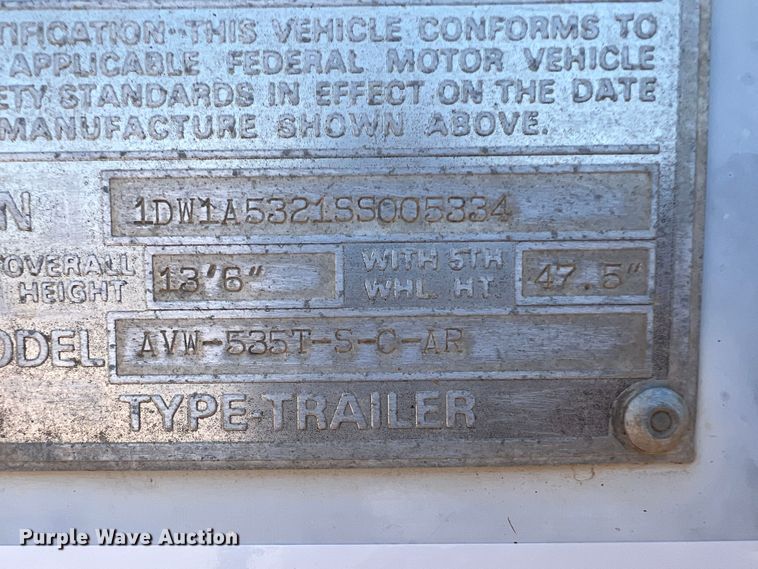 TIFICATION-THIS VEHICLE CONFORMS TO
APPLICABLE FEDERAL MOTOR VEHICLE
ETY STANDARDS IN EFFECT ON THE DATE
MANUFACTURE SHOWN ABOVE.
N 1DW1A5321SS005334
OVERALL HEIGHT 13'6" WITH 5TH WHL. HT. 47.5"
ODEL AVW-535T-S-C-AR
TYPE-TRAILER
Purple Wave Auction